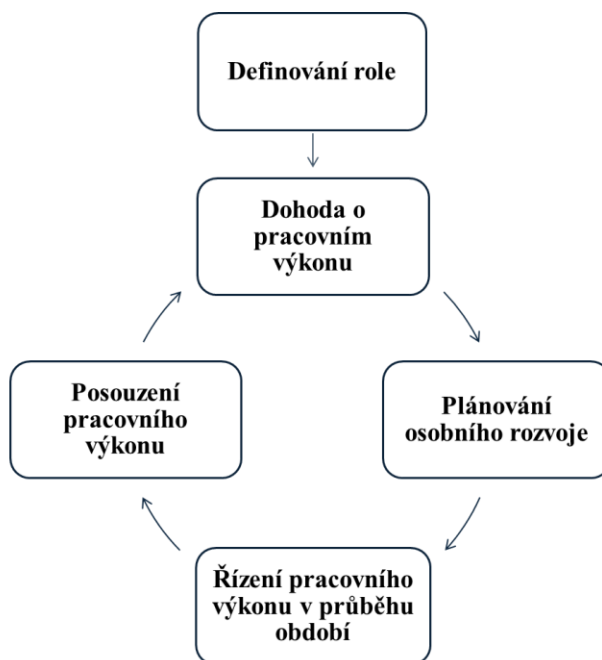 Definování role
Dohoda o
pracovním
výkonu
Posouzení
pracovního
výkonu
Plánování
osobního rozvoje
Řízení pracovního
výkonu v průběhu
období